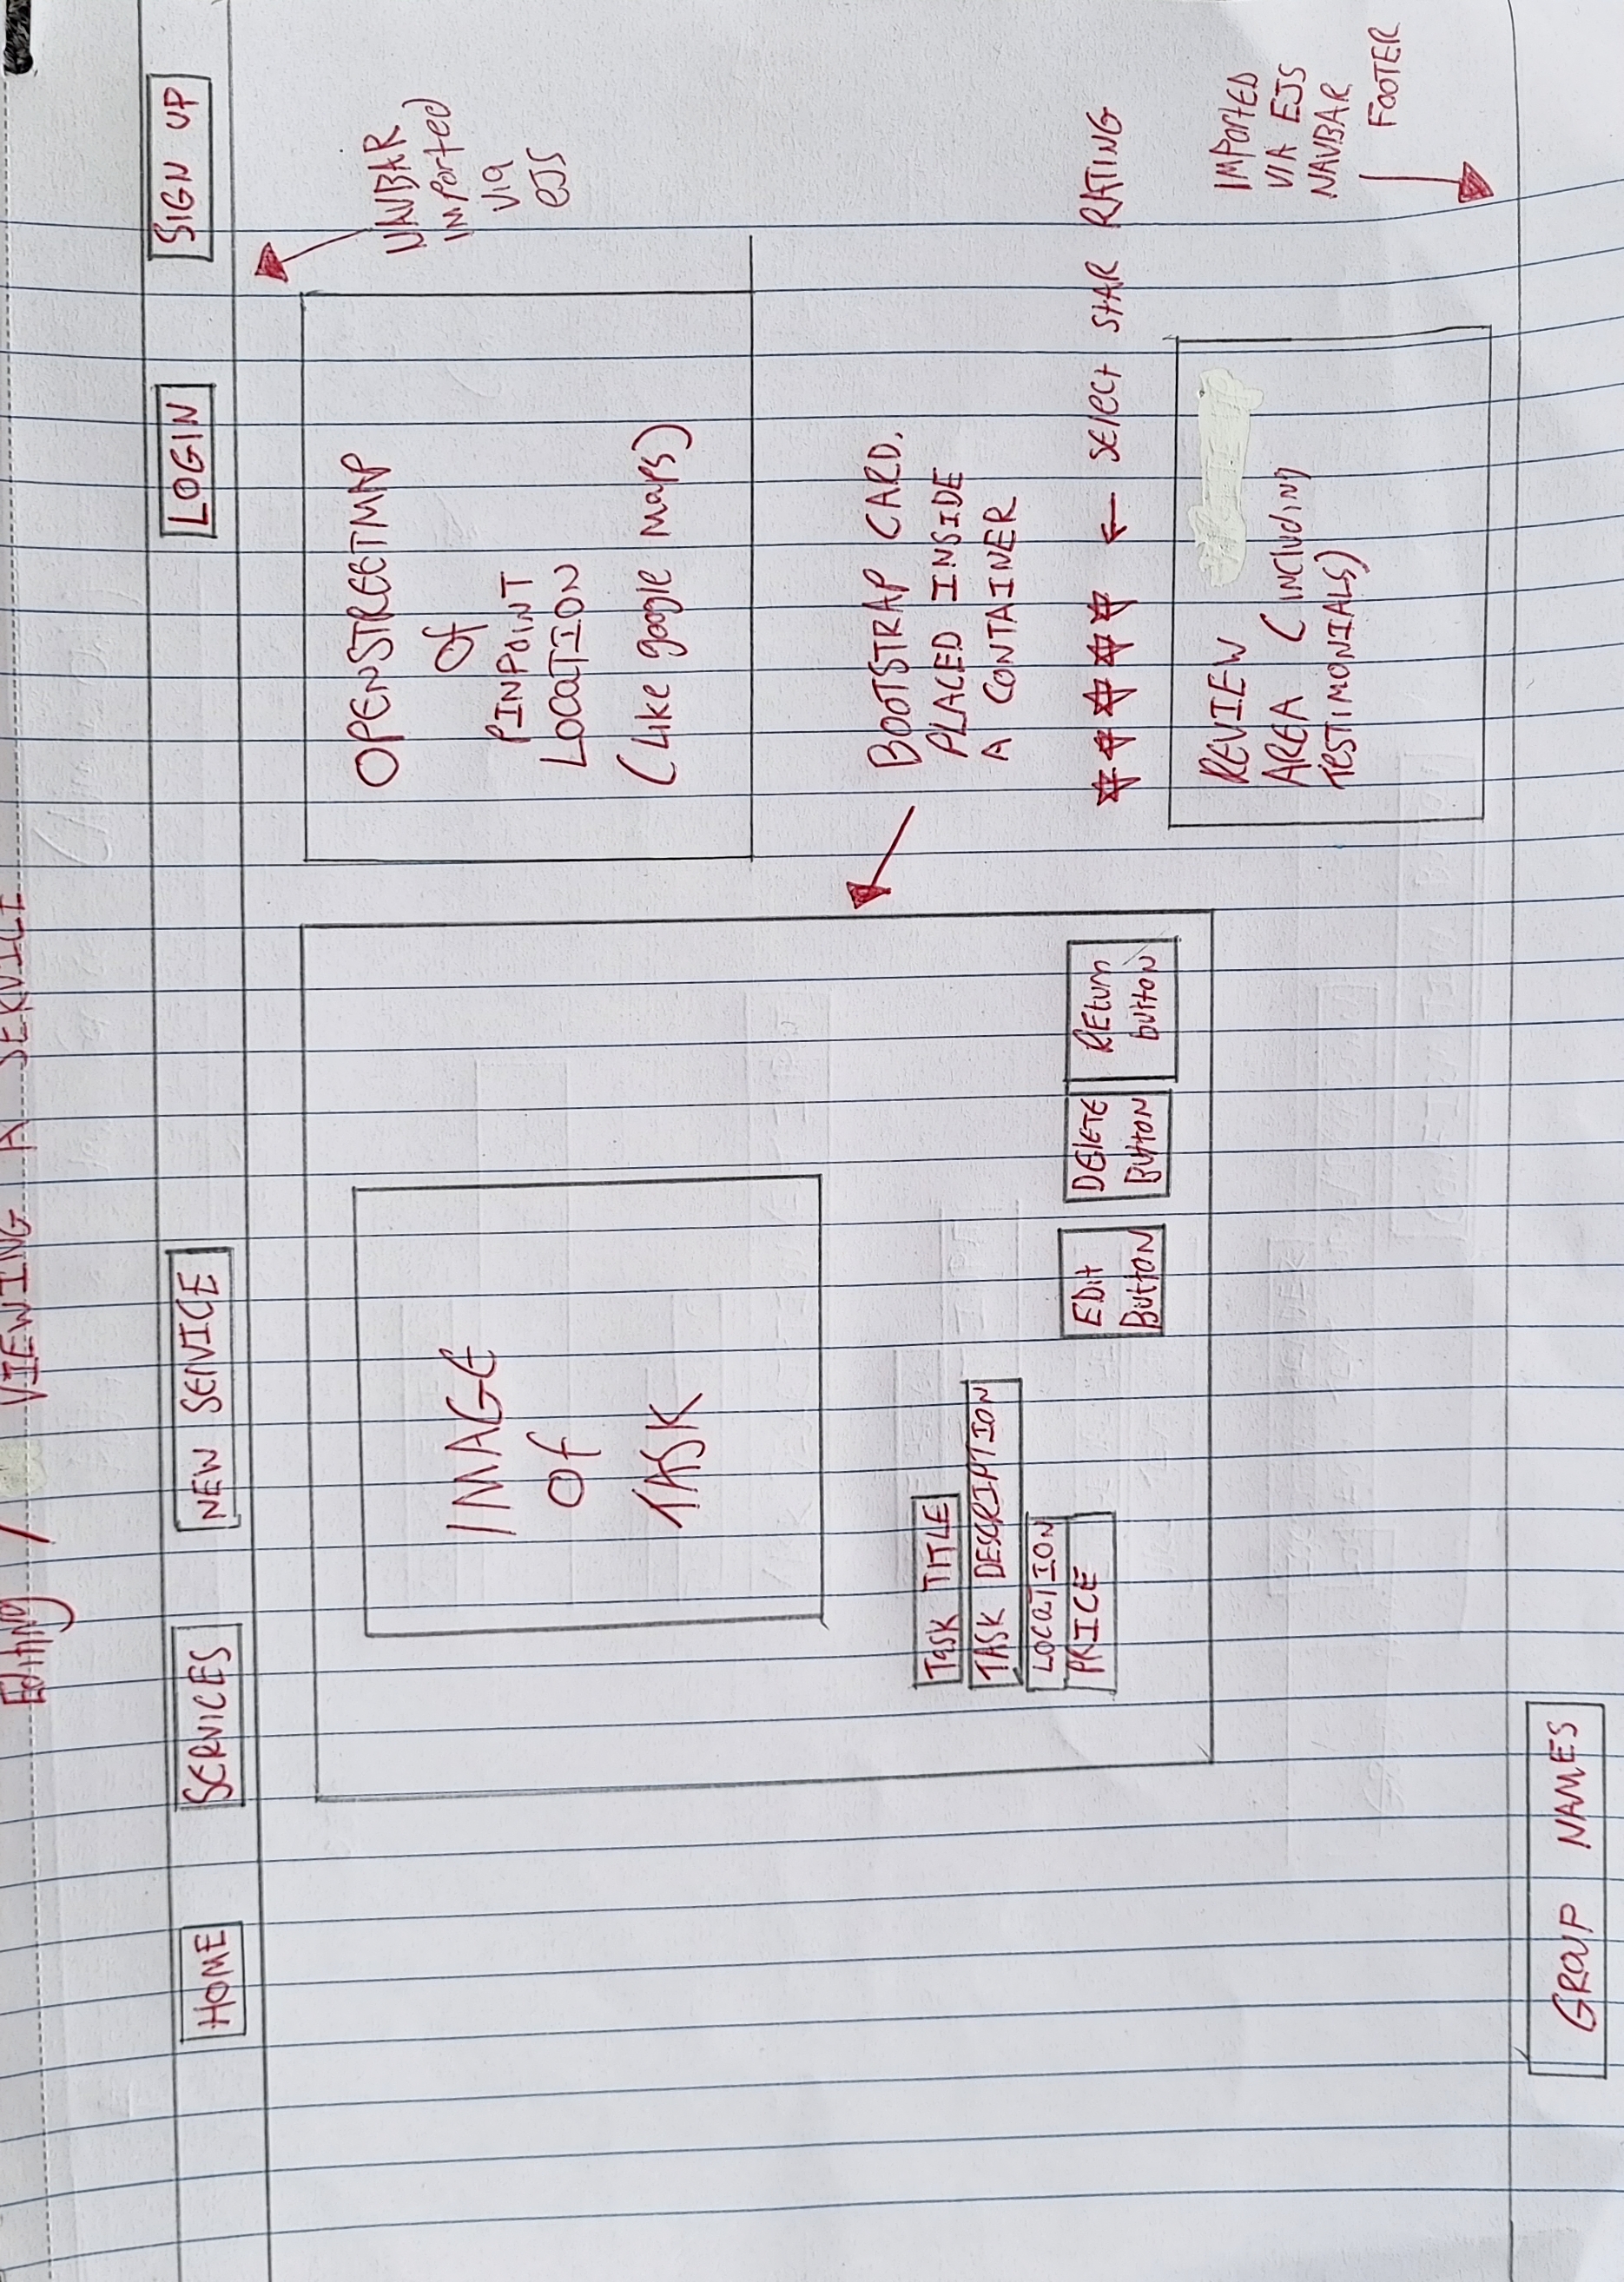 Editing / VIEWING A SERVICE
HOME SERVICES NEW SERVICE LOGIN SIGN UP
NAVBAR
Imported
via
eJS
OPENSTREETMAP
Of
PINPOINT
LOCATION
(Like google maps)
IMAGE
Of
TASK
BOOTSTRAP CARD.
PLACED INSIDE
A CONTAINER
TASK TITLE
TASK DESCRIPTION
LOCATION
PRICE
EDit
Button
DELETE
Button
REturn
button
← SElECt StAR RATING
REVIEW
AREA (including
TESTIMONIALS)
IMPORtED
VIA EJS
NAVBAR
FOOTER
GROUP NAMES